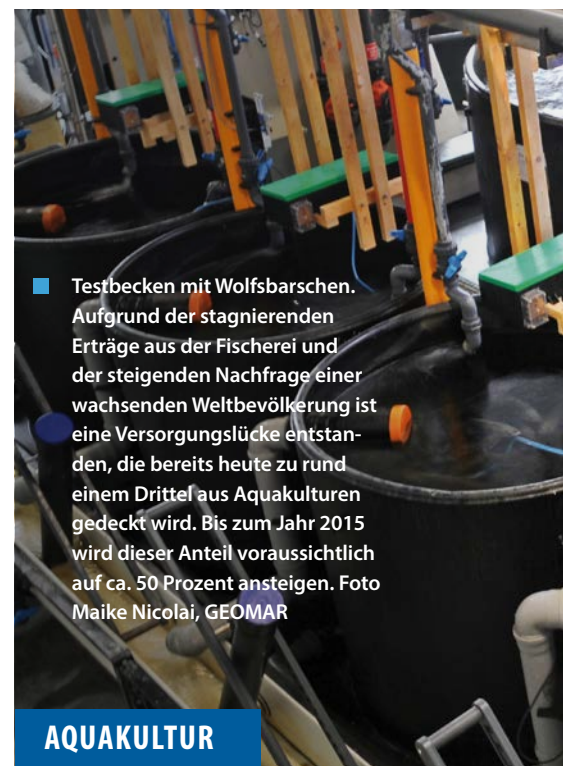 Testbecken mit Wolfsbarschen.
Aufgrund der stagnierenden
Erträge aus der Fischerei und
der steigenden Nachfrage einer
wachsenden Weltbevölkerung ist
eine Versorgungslücke entstan-
den, die bereits heute zu rund
einem Drittel aus Aquakulturen
gedeckt wird. Bis zum Jahr 2015
wird dieser Anteil voraussichtlich
auf ca. 50 Prozent ansteigen. Foto
Maike Nicolai, GEOMAR
AQUAKULTUR